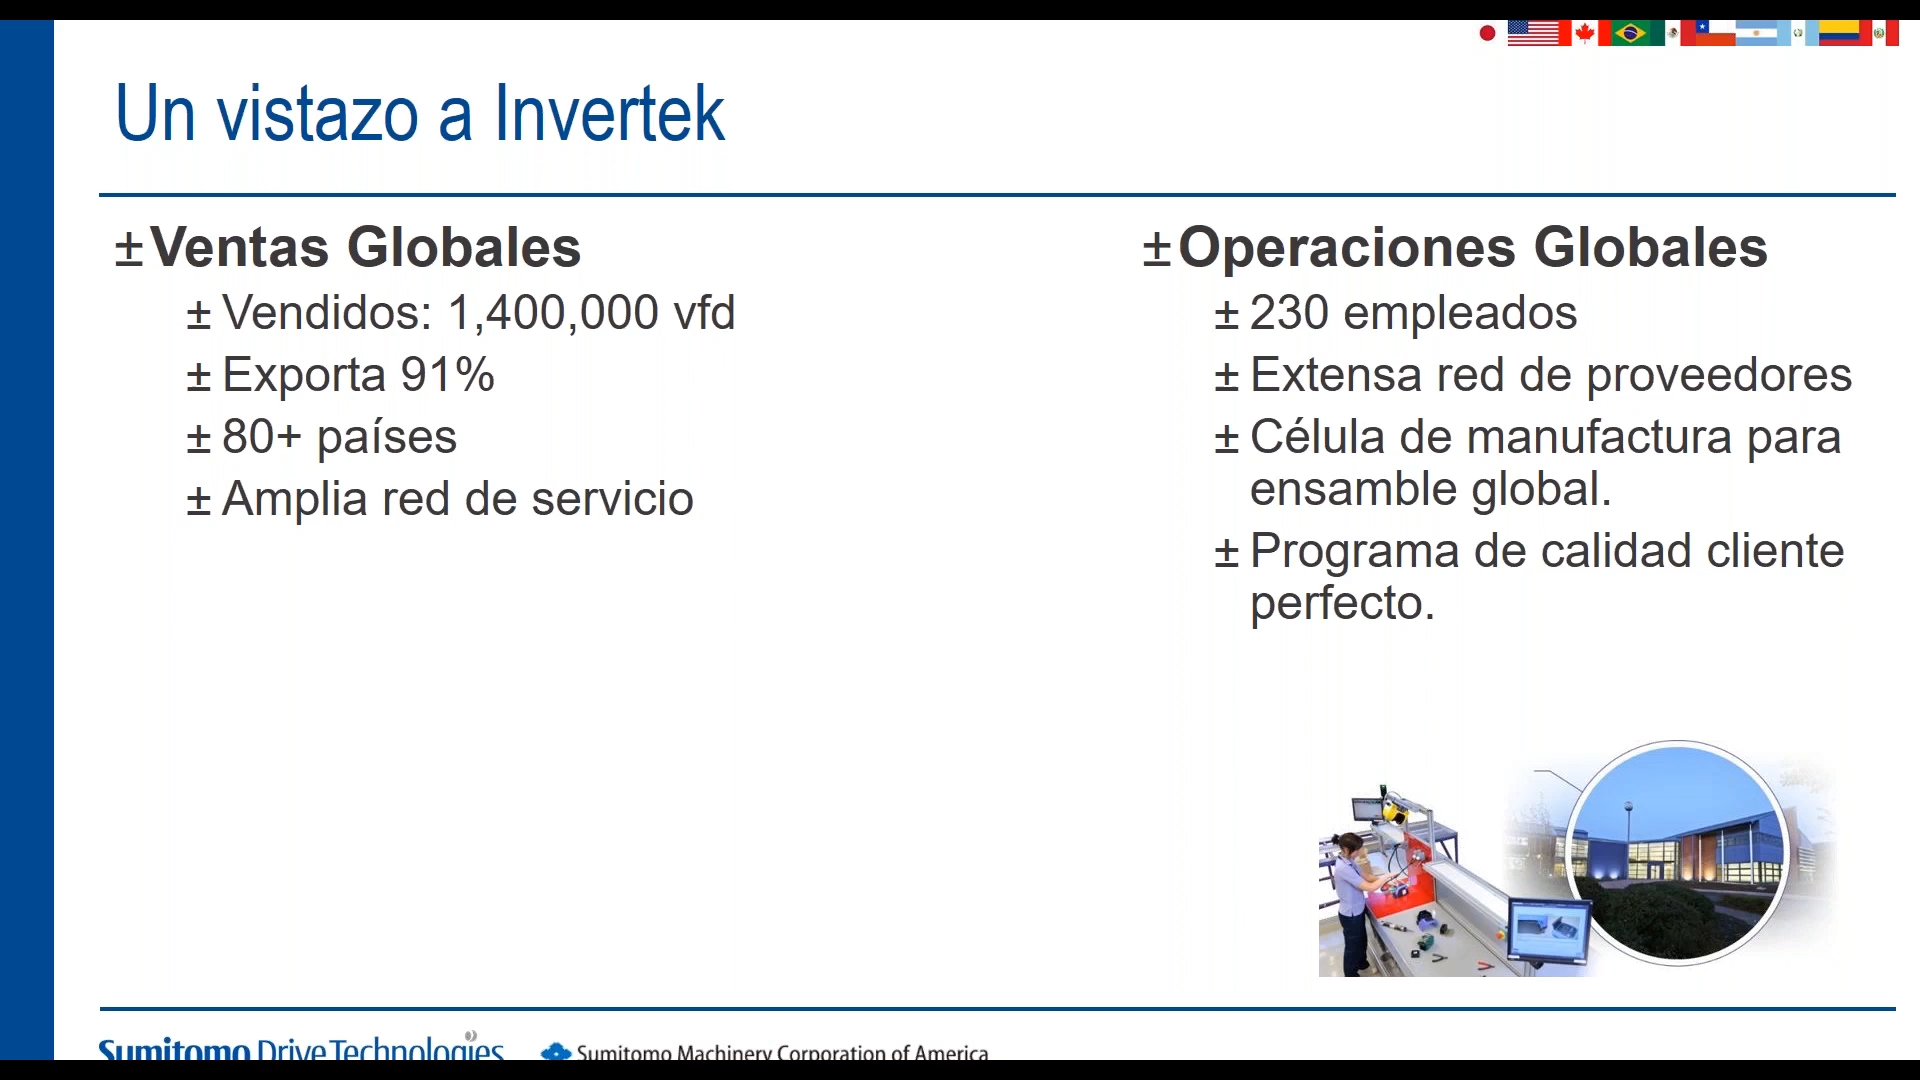 Un vistazo a Invertek
±Ventas Globales
± Vendidos: 1,400,000 vfd
± Exporta 91%
± 80+ países
± Amplia red de servicio
±Operaciones Globales
± 230 empleados
± Extensa red de proveedores
± Célula de manufactura para
ensamble global.
± Programa de calidad cliente
perfecto.
Sumitomo Drive Technologies
Sumitomo Machinery Corporation of America